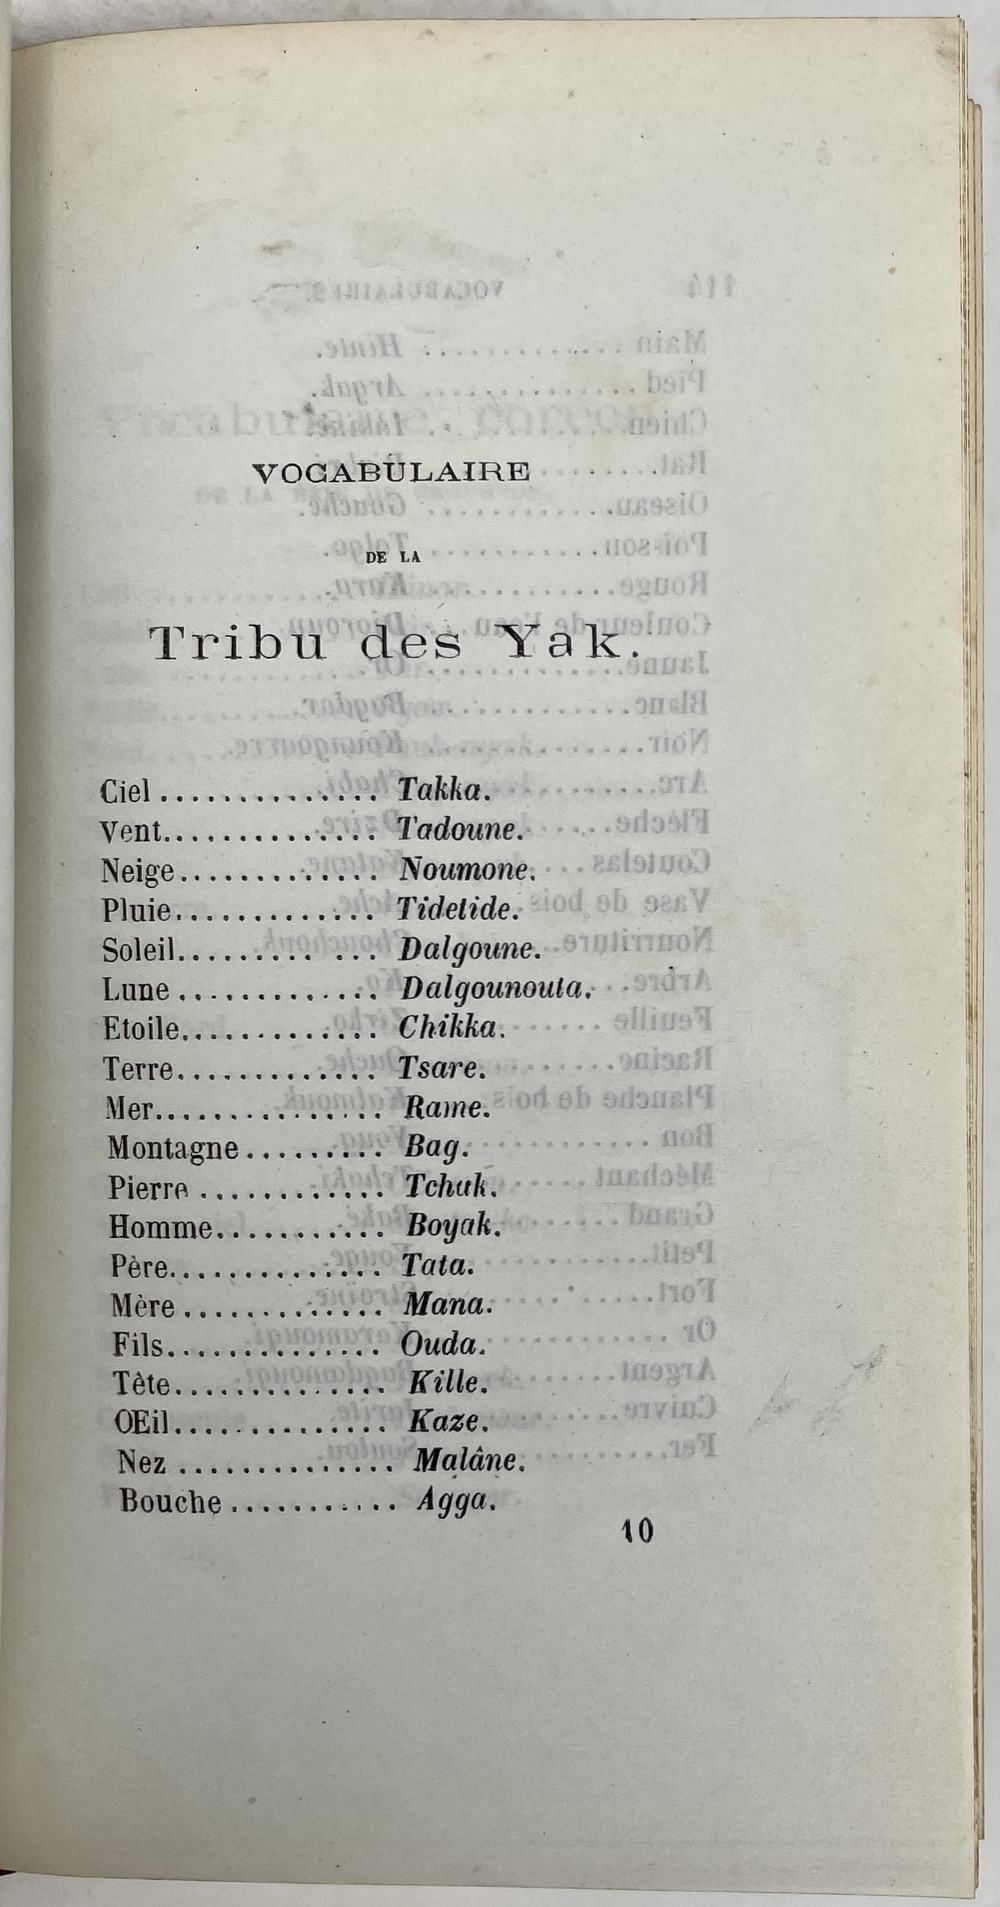 VOCABULAIRE
DE LA
Tribu des Yak.
Ciel ............... Takka.
Vent............... Tadoune.
Neige.............. Noumone.
Pluie.............. Tidetide.
Soleil.............. Dalgoune.
Lune .............. Dalgounouta.
Etoile.............. Chikka.
Terre.............. Tsare.
Mer................ Rame.
Montagne ......... Bag.
Pierre ............. Tchuk.
Homme........... Boyak.
Père............... Tata.
Mère .............. Mana.
Fils............... Ouda.
Tête............... Kille.
OEil............... Kaze.
Nez ............... Malâne.
Bouche ........... Agga.
10